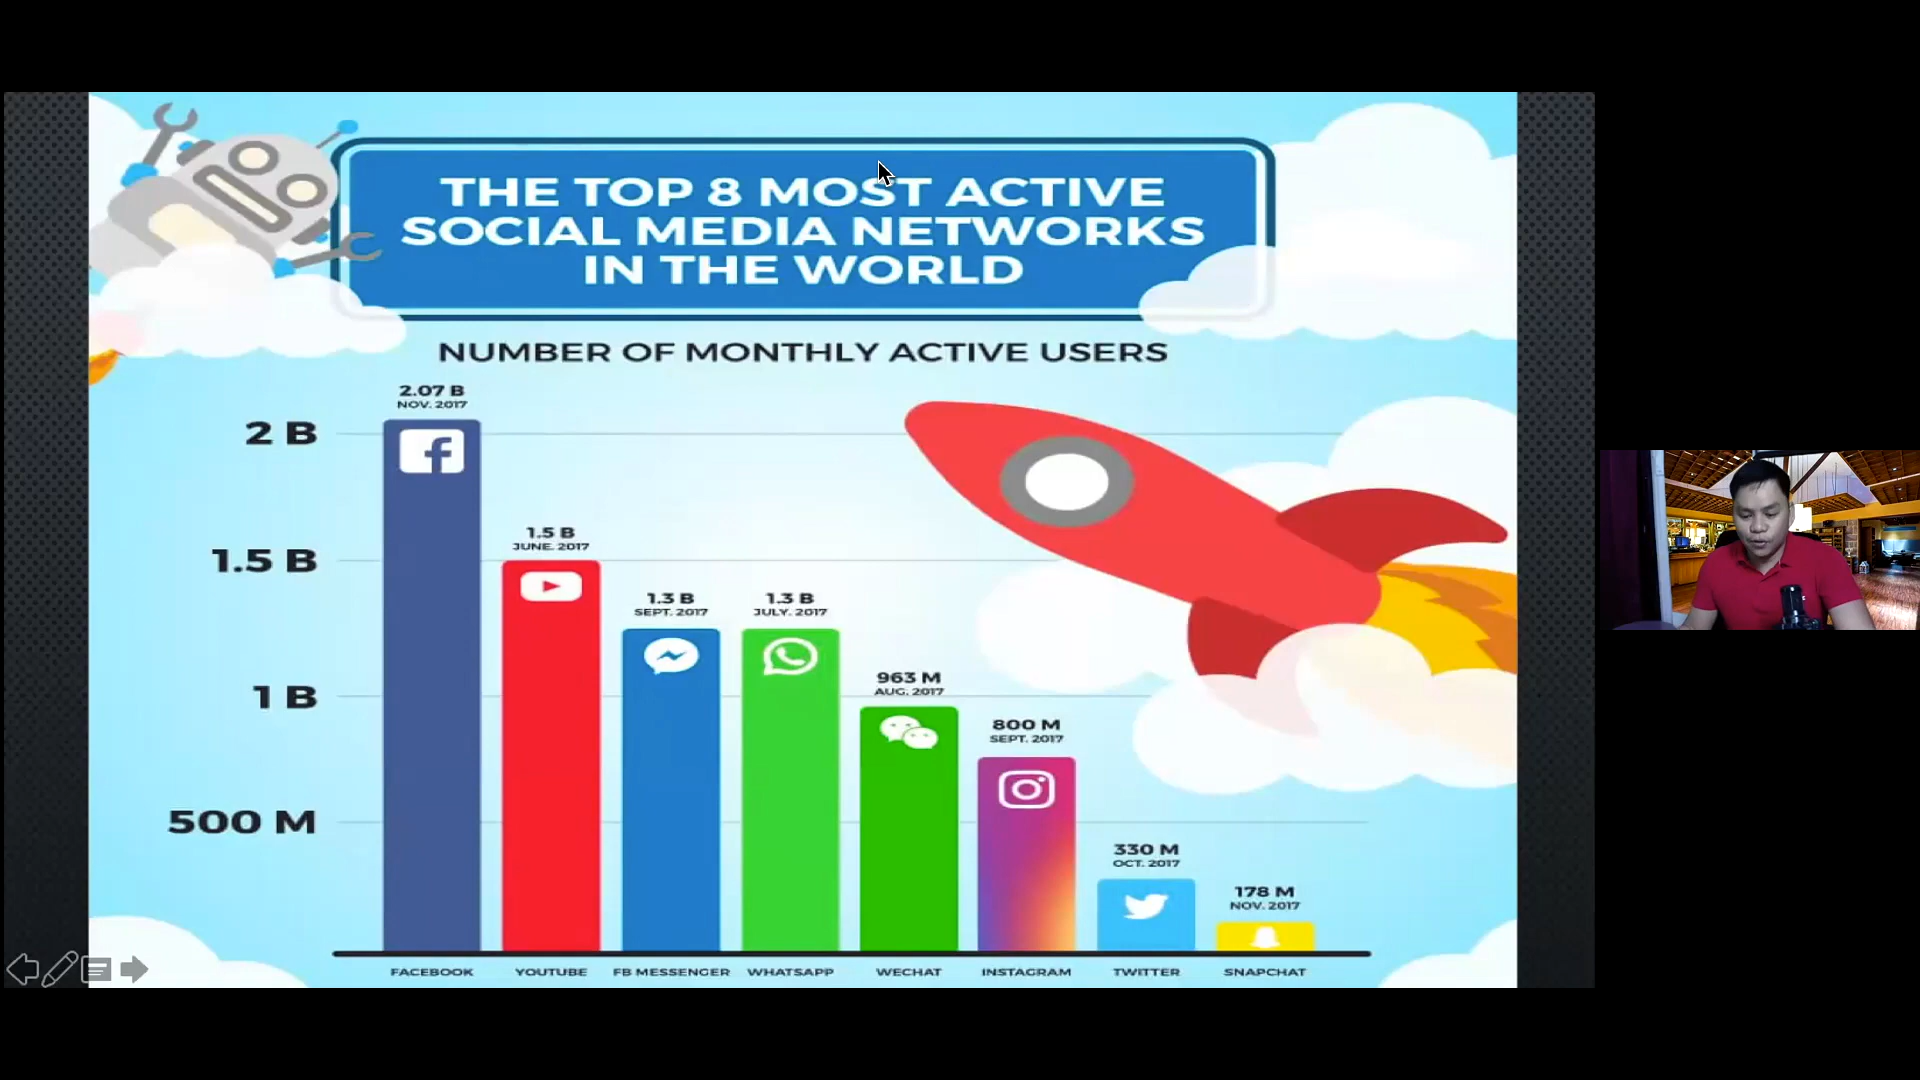 THE TOP 8 MOST ACTIVE
SOCIAL MEDIA NETWORKS
IN THE WORLD
NUMBER OF MONTHLY ACTIVE USERS
2 B
1.5 B
1 B
500 M
2.07 B
NOV. 2017
1.5 B
JUNE. 2017
1.3 B
SEPT. 2017
1.3 B
JULY. 2017
963 M
AUG. 2017
800 M
SEPT. 2017
330 M
OCT. 2017
178 M
NOV. 2017
FACEBOOK
YOUTUBE
FB MESSENGER
WHATSAPP
WECHAT
INSTAGRAM
TWITTER
SNAPCHAT